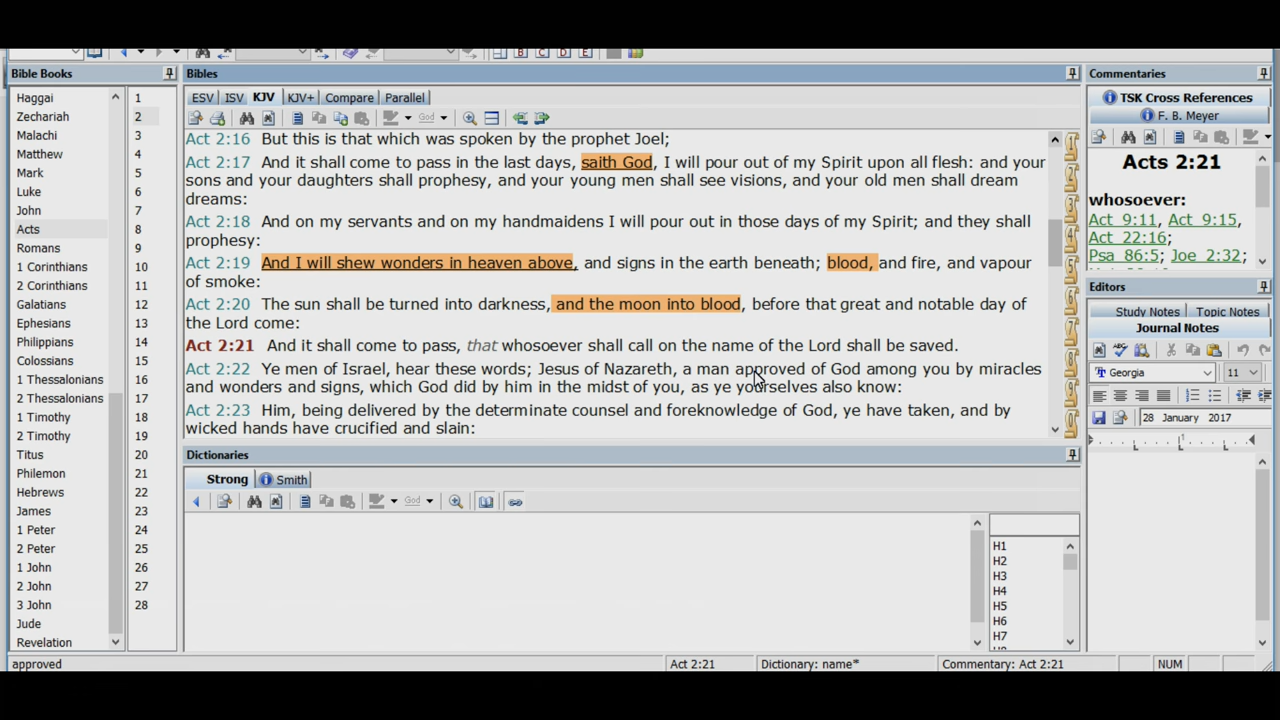 Bible Books
Haggai
Zechariah
Malachi
Matthew
Mark
Luke
John
Acts
Romans
1 Corinthians
2 Corinthians
Galatians
Ephesians
Philippians
Colossians
1 Thessalonians
2 Thessalonians
1 Timothy
2 Timothy
Titus
Philemon
Hebrews
James
1 Peter
2 Peter
1 John
2 John
3 John
Jude
Revelation
1
2
3
4
5
6
7
8
9
10
11
12
13
14
15
16
17
18
19
20
21
22
23
24
25
26
27
28
B C D E
Bibles
ESV ISV KJV KJV+ Compare Parallel
God
Act 2:16 But this is that which was spoken by the prophet Joel;
Act 2:17 And it shall come to pass in the last days, saith God, I will pour out of my Spirit upon all flesh: and your
sons and your daughters shall prophesy, and your young men shall see visions, and your old men shall dream
dreams:
Act 2:18 And on my servants and on my handmaidens I will pour out in those days of my Spirit; and they shall
prophesy:
Act 2:19 And I will shew wonders in heaven above, and signs in the earth beneath; blood, and fire, and vapour
of smoke:
Act 2:20 The sun shall be turned into darkness, and the moon into blood, before that great and notable day of
the Lord come:
Act 2:21 And it shall come to pass, that whosoever shall call on the name of the Lord shall be saved.
Act 2:22 Ye men of Israel, hear these words; Jesus of Nazareth, a man approved of God among you by miracles
and wonders and signs, which God did by him in the midst of you, as ye yourselves also know:
Act 2:23 Him, being delivered by the determinate counsel and foreknowledge of God, ye have taken, and by
wicked hands have crucified and slain:
1
2
3
4
6
7
8
9
0
Dictionaries
Strong Smith
God
H1
H2
H3
H4
H5
H6
H7
Commentaries
TSK Cross References
F. B. Meyer
Acts 2:21
whosoever:
Act 9:11, Act 9:15,
Act 22:16;
Psa 86:5; Joe 2:32;
Editors
Study Notes Topic Notes
Journal Notes
Georgia 11
28 January 2017
1
approved Act 2:21 Dictionary: name* Commentary: Act 2:21 NUM